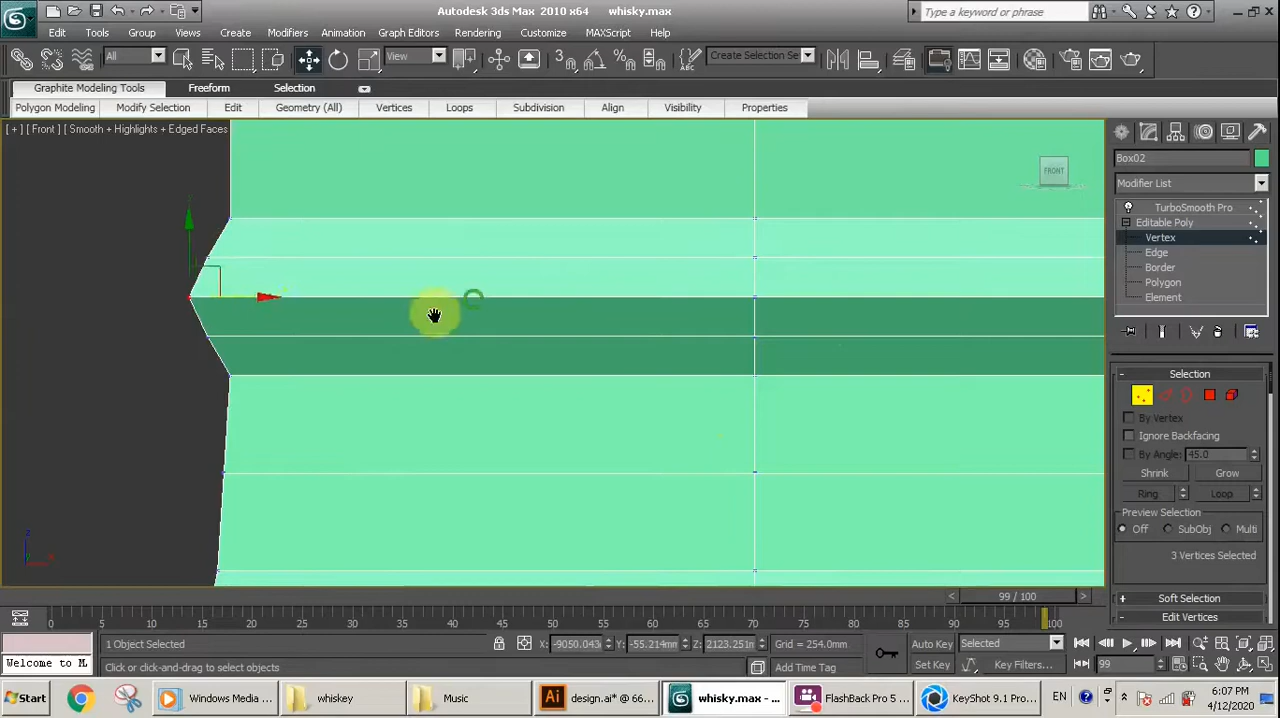 Autodesk 3ds Max 2010 x64 whisky.max
Type a keyword or phrase
Edit Tools Group Views Create Modifiers Animation Graph Editors Rendering Customize MAXScript Help
All View Create Selection Se
Graphite Modeling Tools Freeform Selection
Polygon Modeling Modify Selection Edit Geometry (All) Vertices Loops Subdivision Align Visibility Properties
[ + ] [ Front ] [ Smooth + Highlights + Edged Faces ]
FRONT
Box02
Modifier List
TurboSmooth Pro
Editable Poly
Vertex
Edge
Border
Polygon
Element
Selection
By Vertex
Ignore Backfacing
By Angle: 45.0
Shrink Grow
Ring Loop
Preview Selection
Off SubObj Multi
3 Vertices Selected
Soft Selection
Edit Vertices
99 / 100
0 5 10 15 20 25 30 35 40 45 50 55 60 65 70 75 80 85 90 95 100
1 Object Selected X: -9050.043 Y: -55.214mm Z: 2123.251m Grid = 254.0mm Auto Key Selected
Welcome to M Click or click-and-drag to select objects Add Time Tag Set Key Key Filters... 99
Start Windows Media ... whiskey Music design.ai* @ 66... whisky.max - ... FlashBack Pro 5 ... KeyShot 9.1 Pro... EN 6:07 PM
4/12/2020